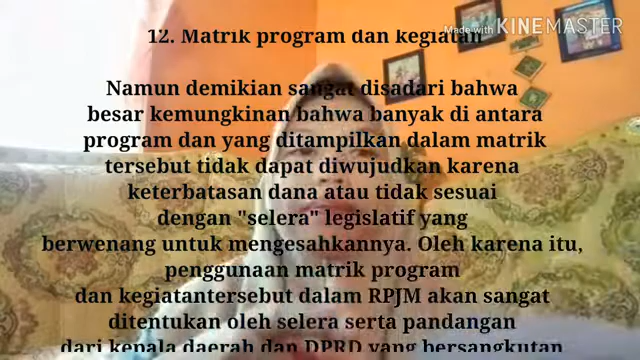 Made with KINEMASTER
12. Matrik program dan kegiatan
Namun demikian sangat disadari bahwa
besar kemungkinan bahwa banyak di antara
program dan yang ditampilkan dalam matrik
tersebut tidak dapat diwujudkan karena
keterbatasan dana atau tidak sesuai
dengan "selera" legislatif yang
berwenang untuk mengesahkannya. Oleh karena itu,
penggunaan matrik program
dan kegiatantersebut dalam RPJM akan sangat
ditentukan oleh selera serta pandangan
dari kepala daerah dan DPRD yang bersangkutan